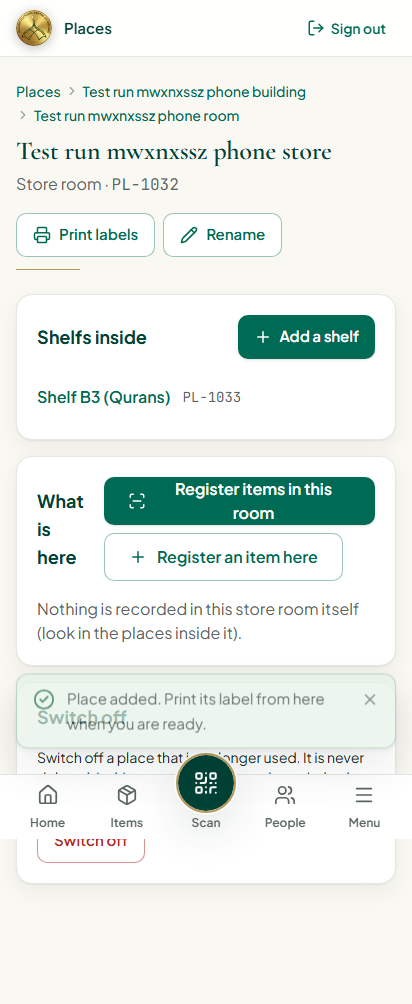 Places
Sign out
Places > Test run mwxnxssz phone building
> Test run mwxnxssz phone room
Test run mwxnxssz phone store
Store room · PL-1032
Print labels
Rename
Shelfs inside
Add a shelf
Shelf B3 (Qurans) PL-1033
What
is
here
Register items in this
room
Register an item here
Nothing is recorded in this store room itself
(look in the places inside it).
Place added. Print its label from here
when you are ready.
Switch off
Switch off a place that is no longer used. It is never
Home
Items
Scan
People
Menu
Switch off